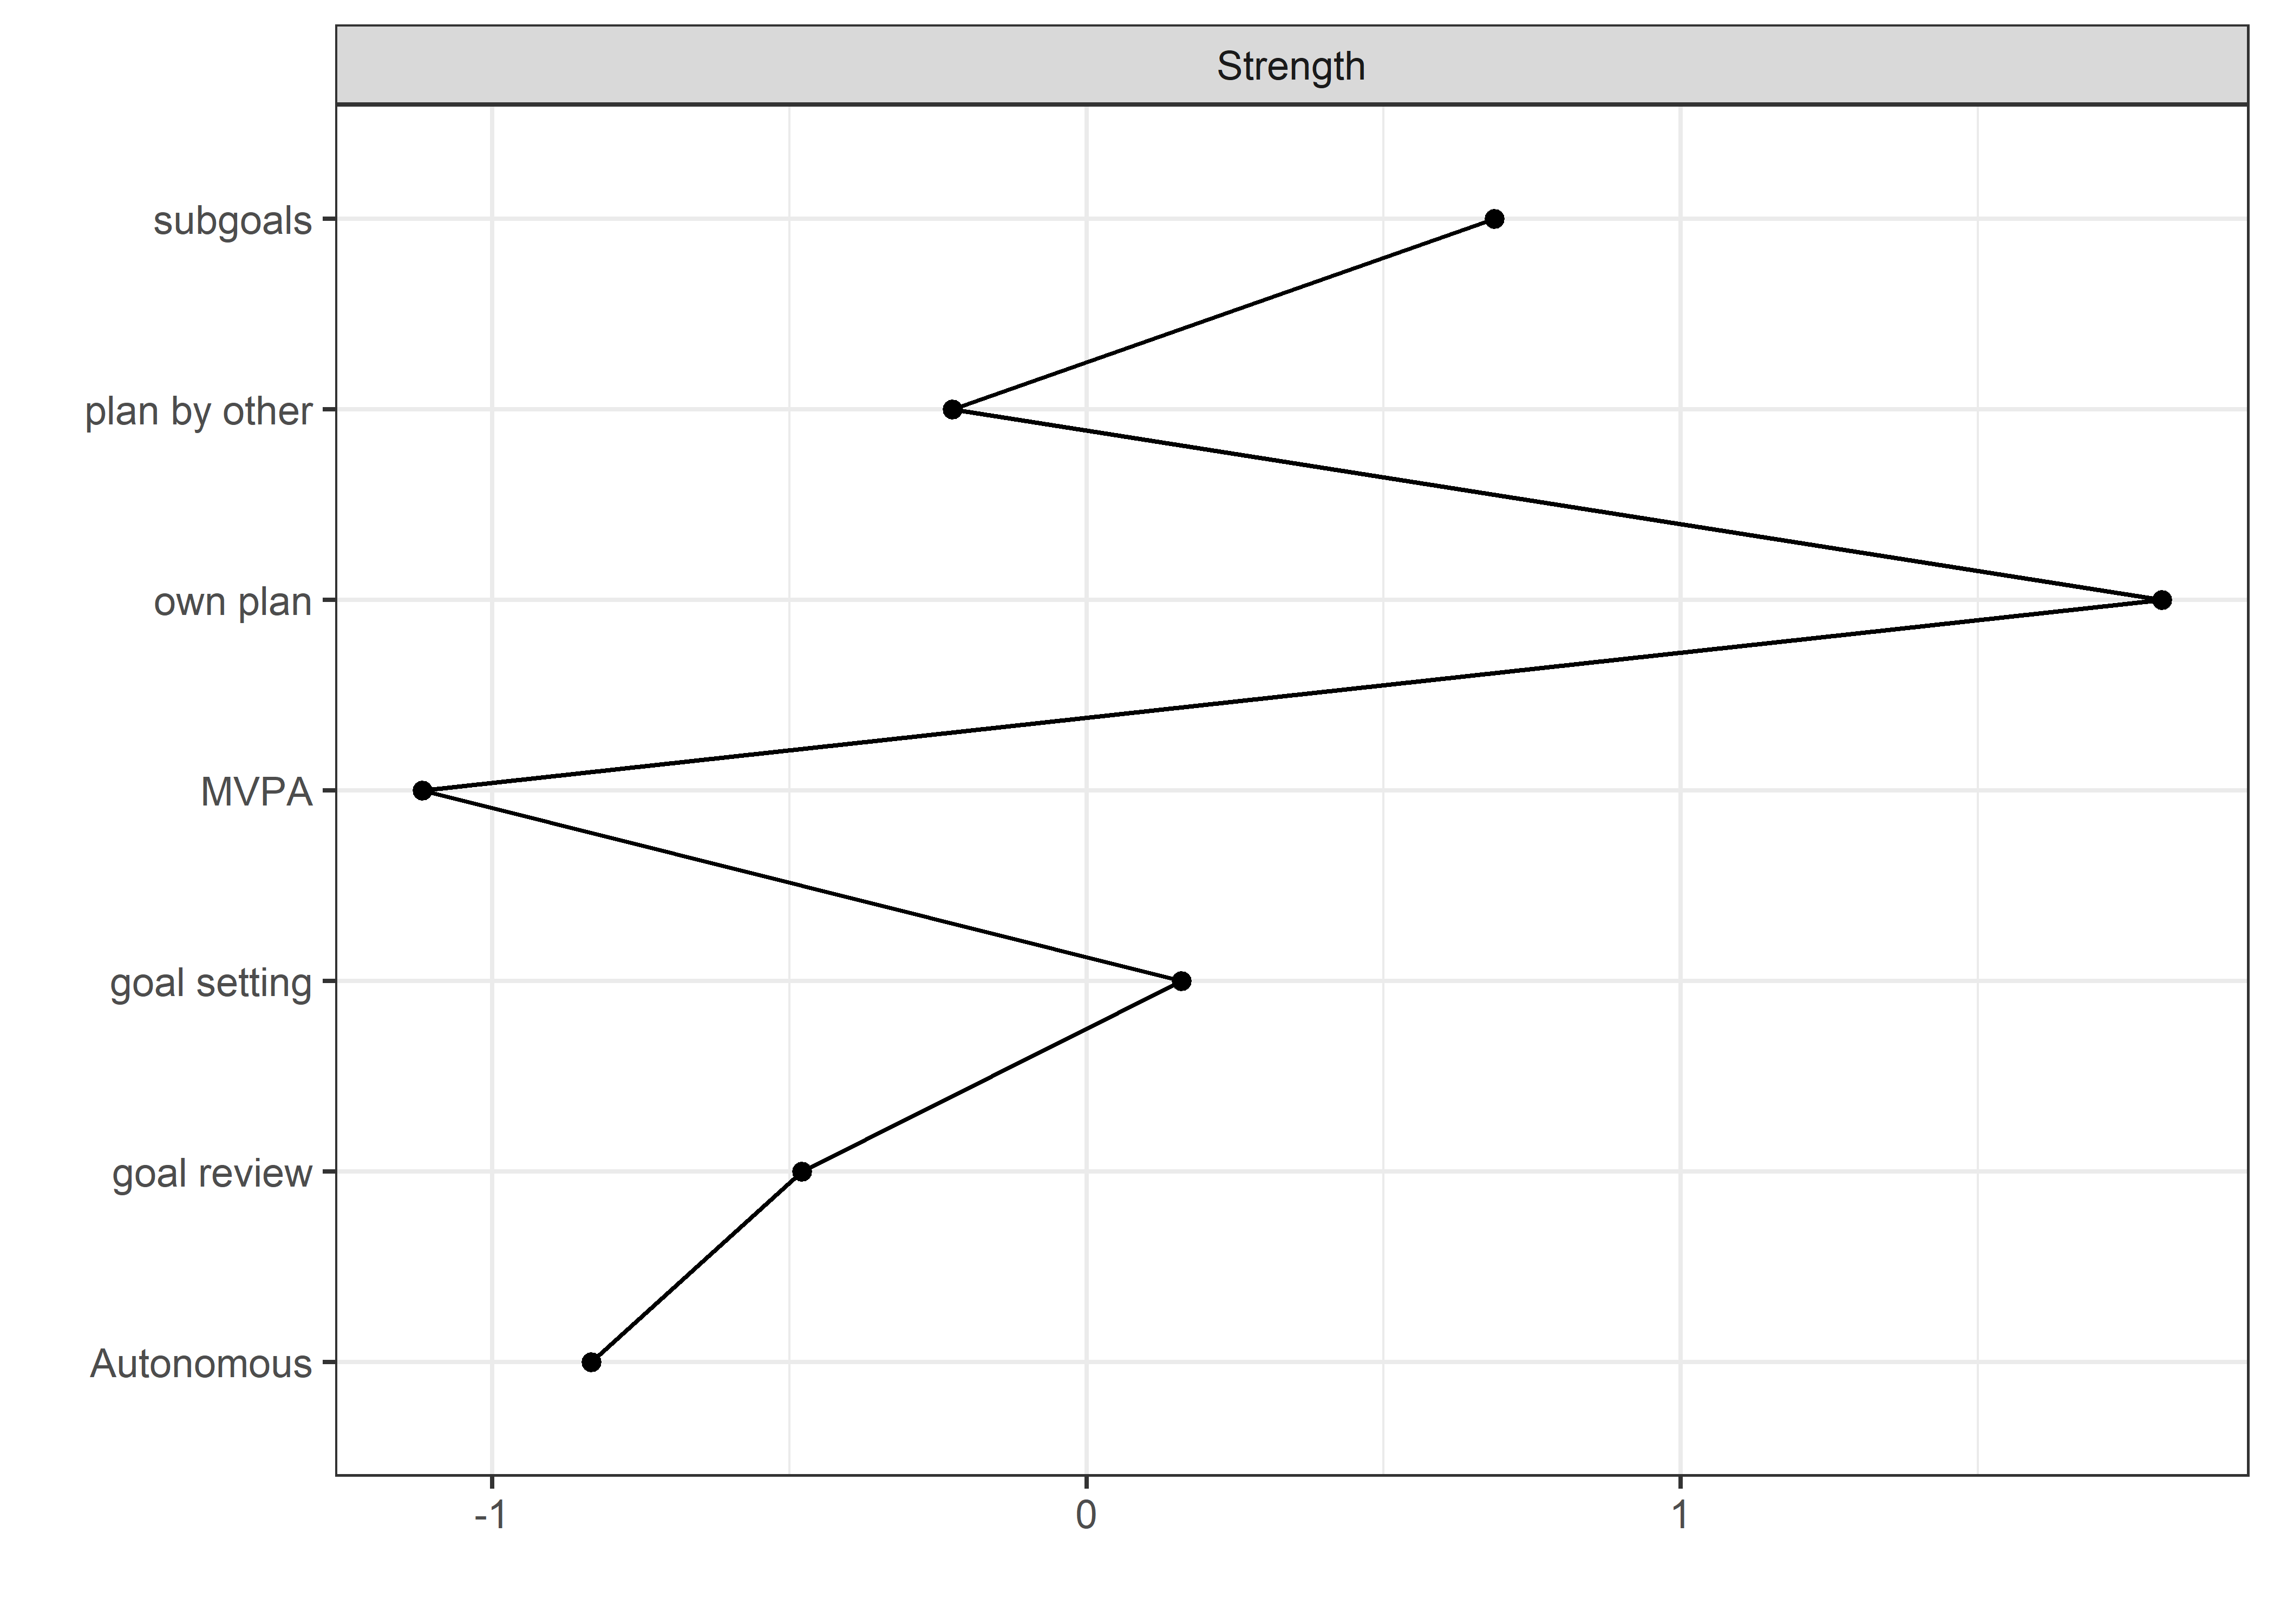 Strength
subgoals
plan by other
own plan
MVPA
goal setting
goal review
Autonomous
-1 0 1